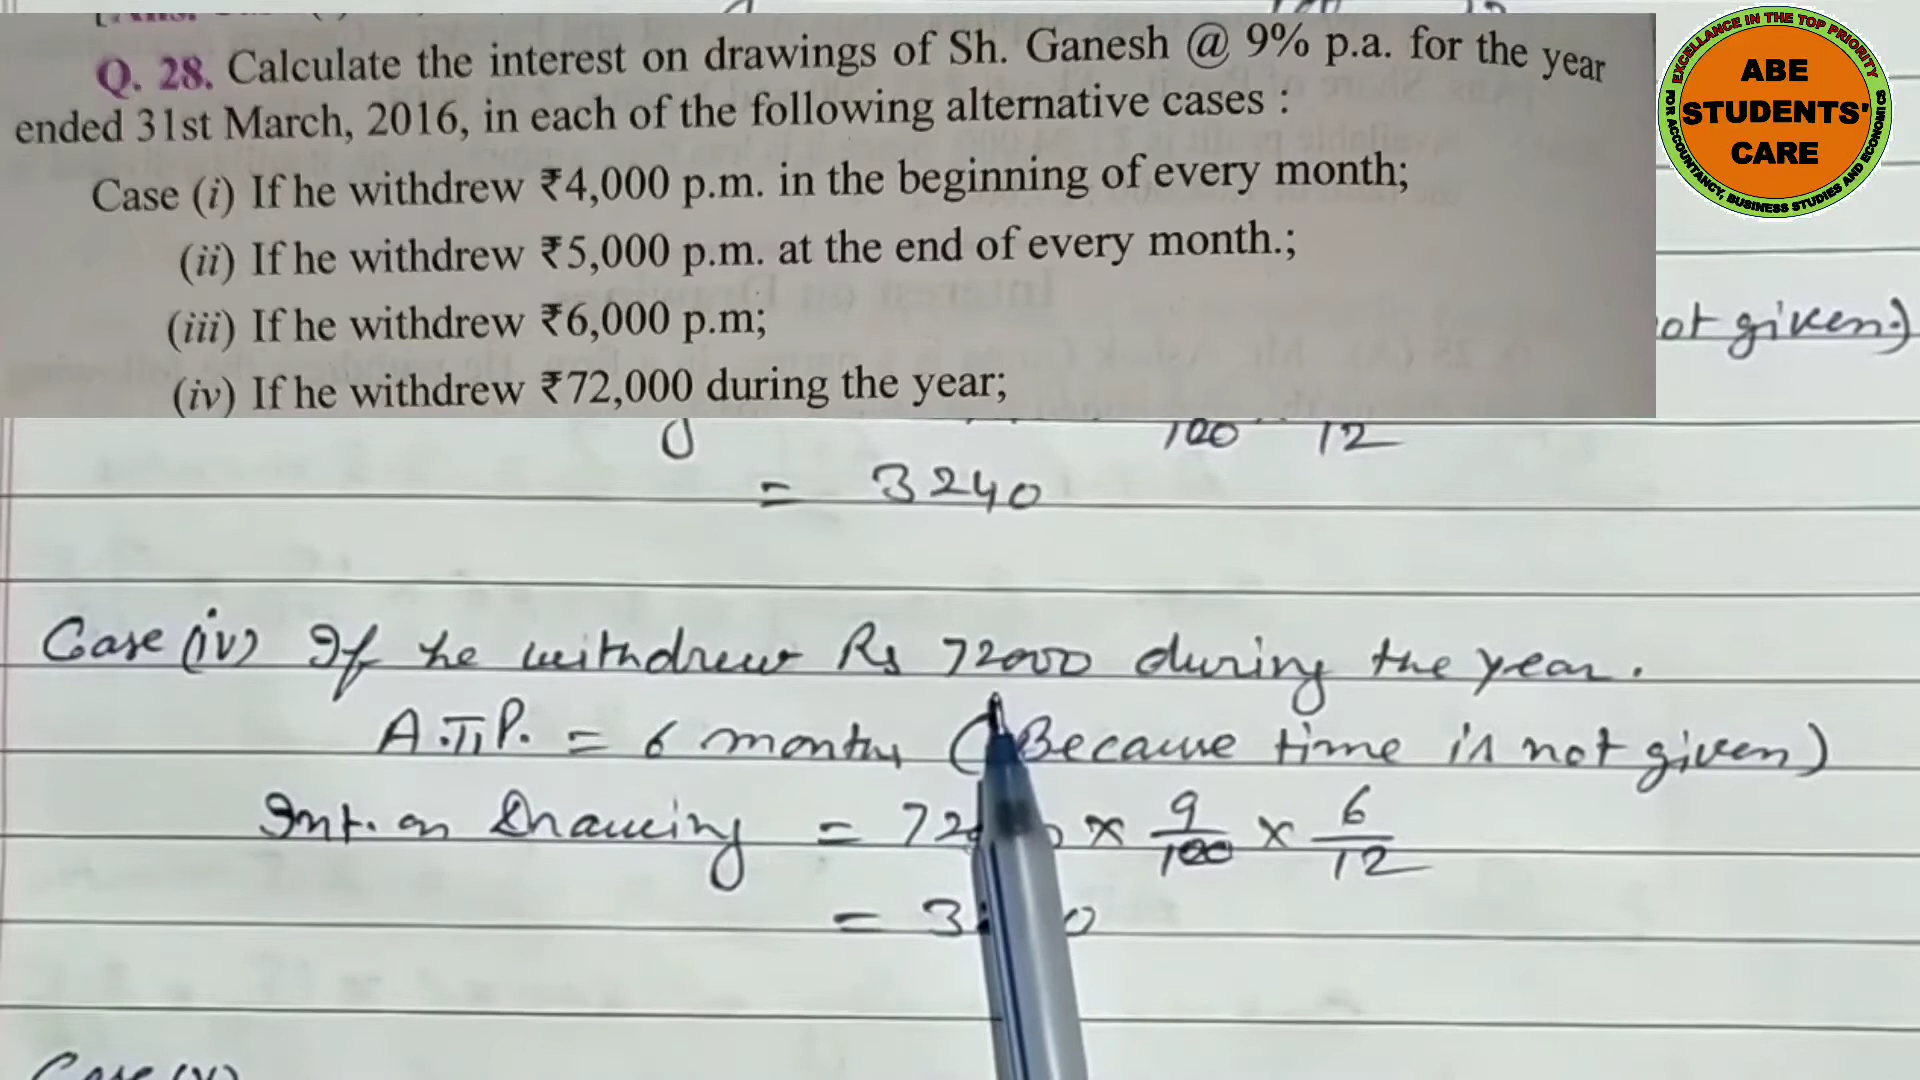 Q. 28. Calculate the interest on drawings of Sh. Ganesh @ 9% p.a. for the year
ended 31st March, 2016, in each of the following alternative cases :
Case (i) If he withdrew ₹4,000 p.m. in the beginning of every month;
(ii) If he withdrew ₹5,000 p.m. at the end of every month.;
(iii) If he withdrew ₹6,000 p.m;
(iv) If he withdrew ₹72,000 during the year;
EXCELLANCE IN THE TOP PRIORITY
ABE
STUDENTS'
CARE
FOR ACCOUNTANCY, BUSINESS STUDIES AND ECONOMICS
ot given)
100 12
= 3240
Case (iv) If he withdrew Rs 72000 during the year.
A.T.P. = 6 months (Because time is not given)
Int. on Drawing = 72 × 9/100 × 6/12
= 3 0
Case (v)